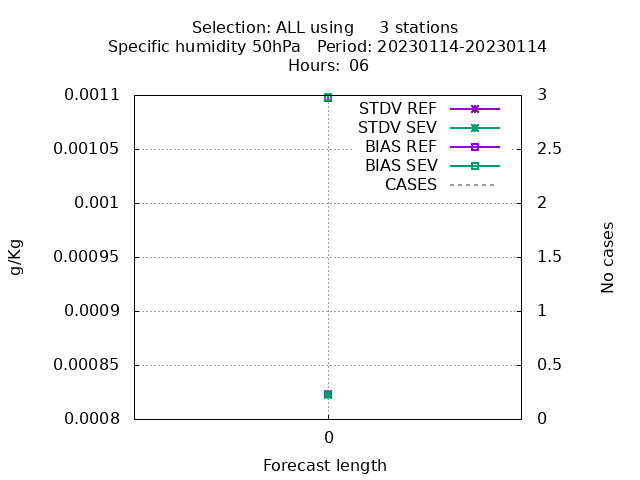 Selection: ALL using     3 stations
Specific humidity 50hPa   Period: 20230114-20230114
Hours: 06
0.0011
0.00105
0.001
0.00095
0.0009
0.00085
0.0008
g/Kg
STDV REF
STDV SEV
BIAS REF
BIAS SEV
CASES
3
2.5
2
1.5
1
0.5
0
No cases
0
Forecast length